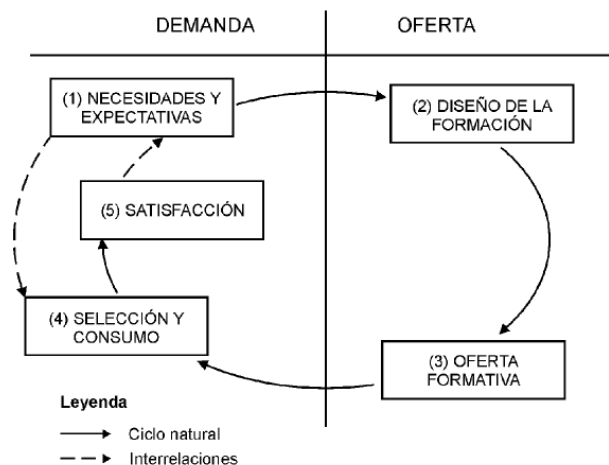 DEMANDA
OFERTA
(1) NECESIDADES Y
EXPECTATIVAS
(2) DISEÑO DE LA
FORMACIÓN
(5) SATISFACCIÓN
(4) SELECCIÓN Y
CONSUMO
(3) OFERTA
FORMATIVA
Leyenda
Ciclo natural
Interrelaciones